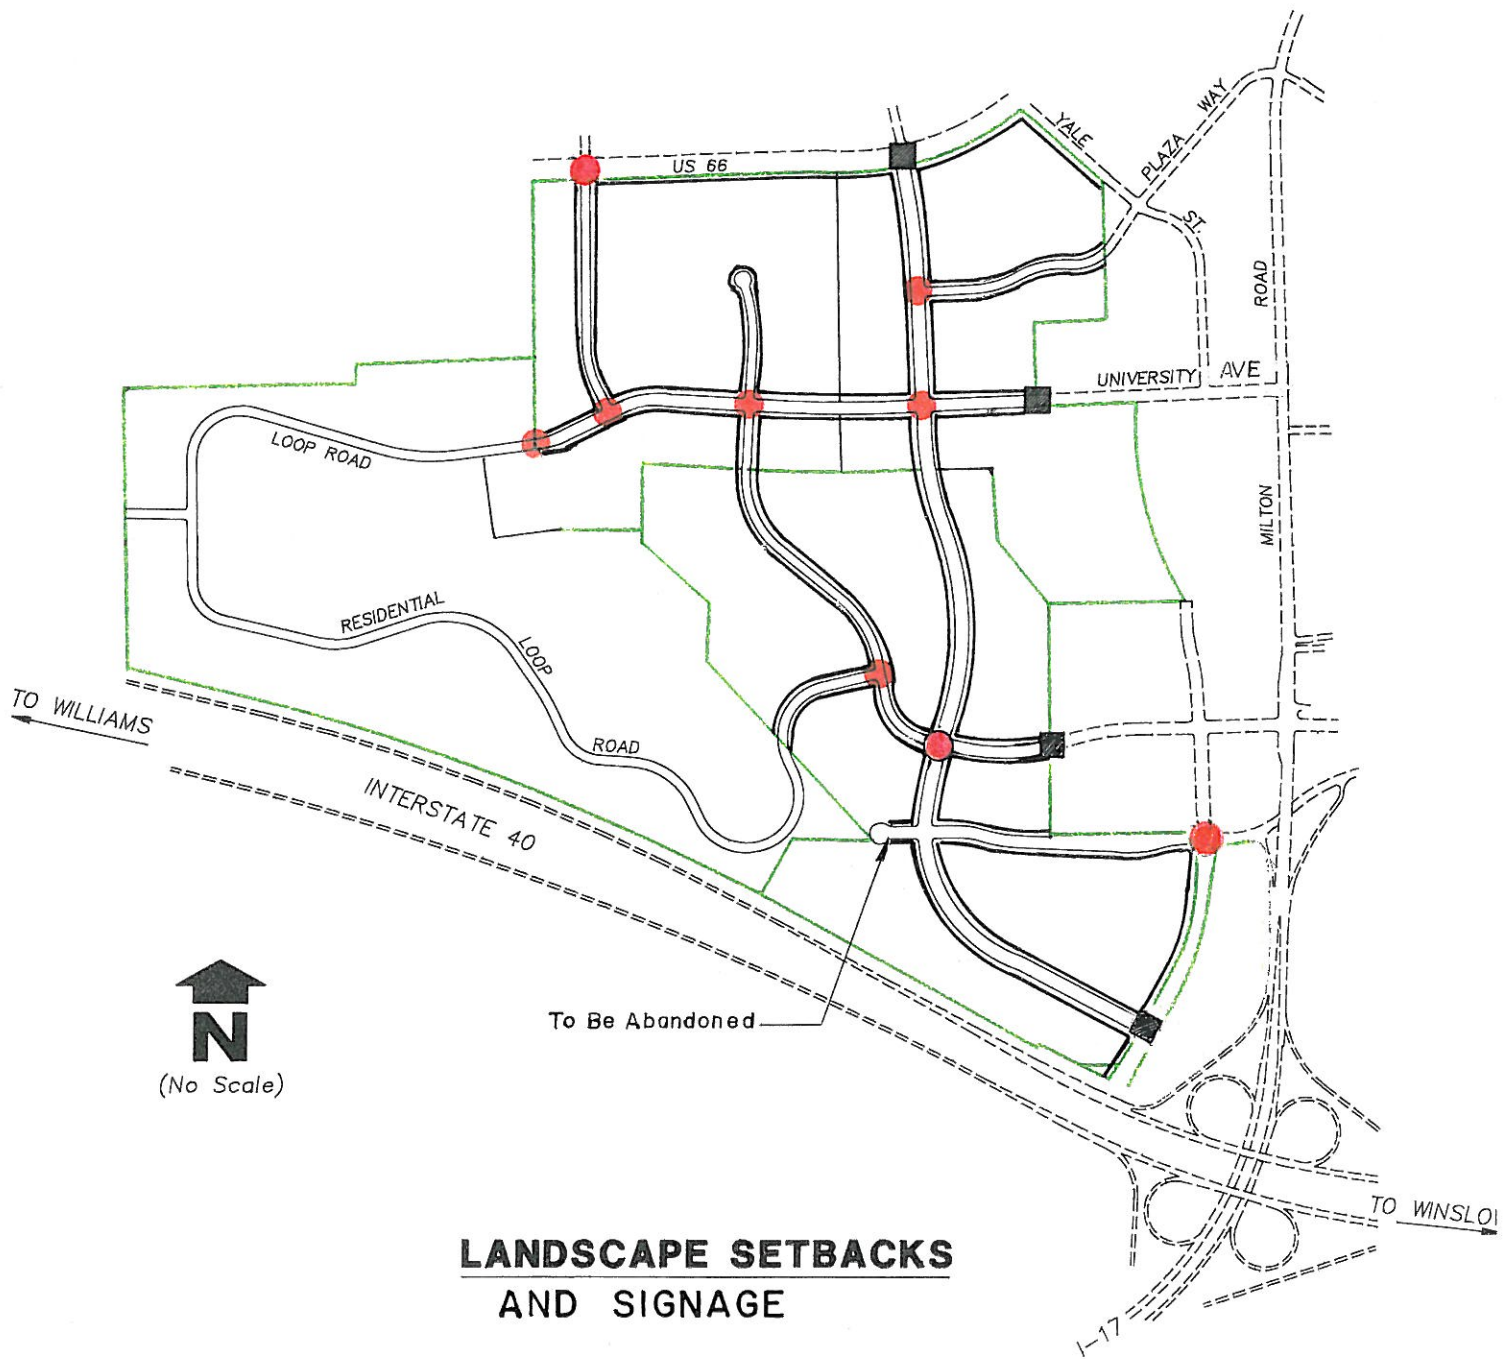 YALE
ST.
PLAZA WAY
US 66
ROAD
UNIVERSITY AVE
LOOP ROAD
MILTON
RESIDENTIAL
LOOP
ROAD
TO WILLIAMS
INTERSTATE 40
To Be Abandoned
N
(No Scale)
TO WINSLO
LANDSCAPE SETBACKS
AND SIGNAGE
I-17